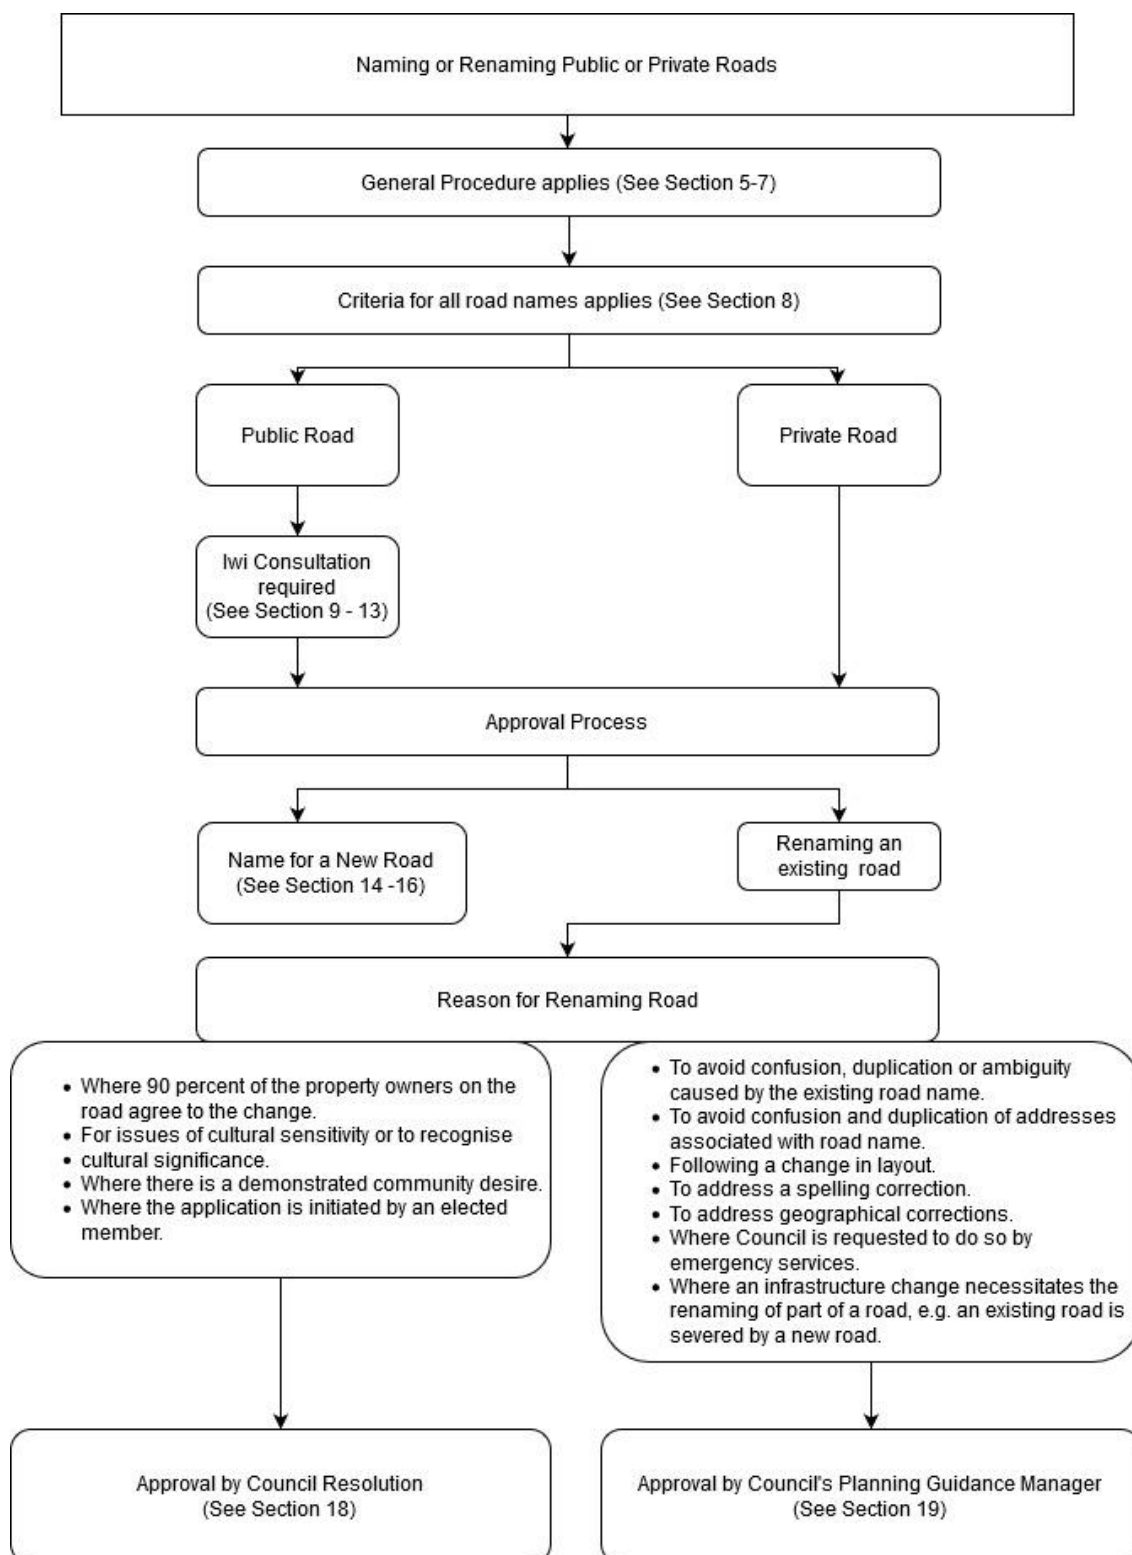 Naming or Renaming Public or Private Roads
General Procedure applies (See Section 5-7)
Criteria for all road names applies (See Section 8)
Public Road
Private Road
Iwi Consultation
required
(See Section 9 - 13)
Approval Process
Name for a New Road
(See Section 14 -16)
Renaming an
existing road
Reason for Renaming Road
• Where 90 percent of the property owners on the
road agree to the change.
• For issues of cultural sensitivity or to recognise
• cultural significance.
• Where there is a demonstrated community desire.
• Where the application is initiated by an elected
member.
• To avoid confusion, duplication or ambiguity
caused by the existing road name.
• To avoid confusion and duplication of addresses
associated with road name.
• Following a change in layout.
• To address a spelling correction.
• To address geographical corrections.
• Where Council is requested to do so by
emergency services.
• Where an infrastructure change necessitates the
renaming of part of a road, e.g. an existing road is
severed by a new road.
Approval by Council Resolution
(See Section 18)
Approval by Council's Planning Guidance Manager
(See Section 19)